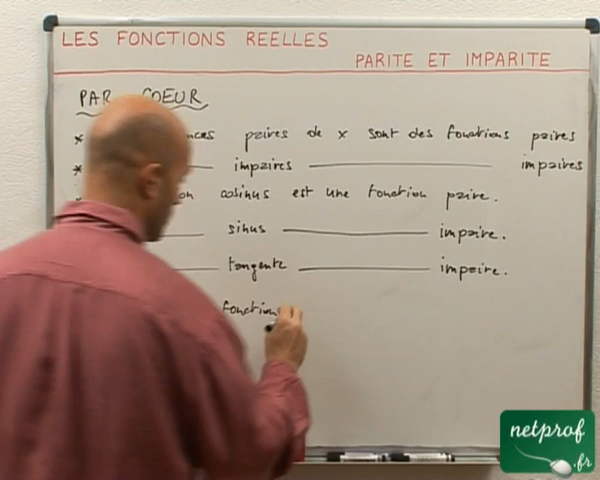 LES FONCTIONS REELLES
PARITE ET IMPARITE
PAR COEUR
* paires de x sont des fonctions paires
* impaires impaires
cosinus est une fonction paire.
sinus impaire.
tangente impaire.
fonction
netprof
.fr